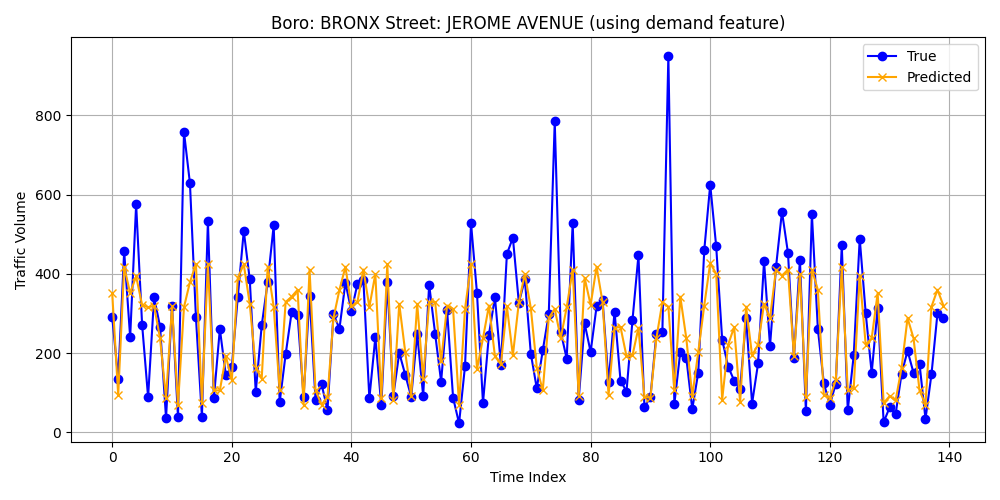 Boro: BRONX Street: JEROME AVENUE (using demand feature)
True
Predicted
Traffic Volume
800
600
400
200
0
0 20 40 60 80 100 120 140
Time Index